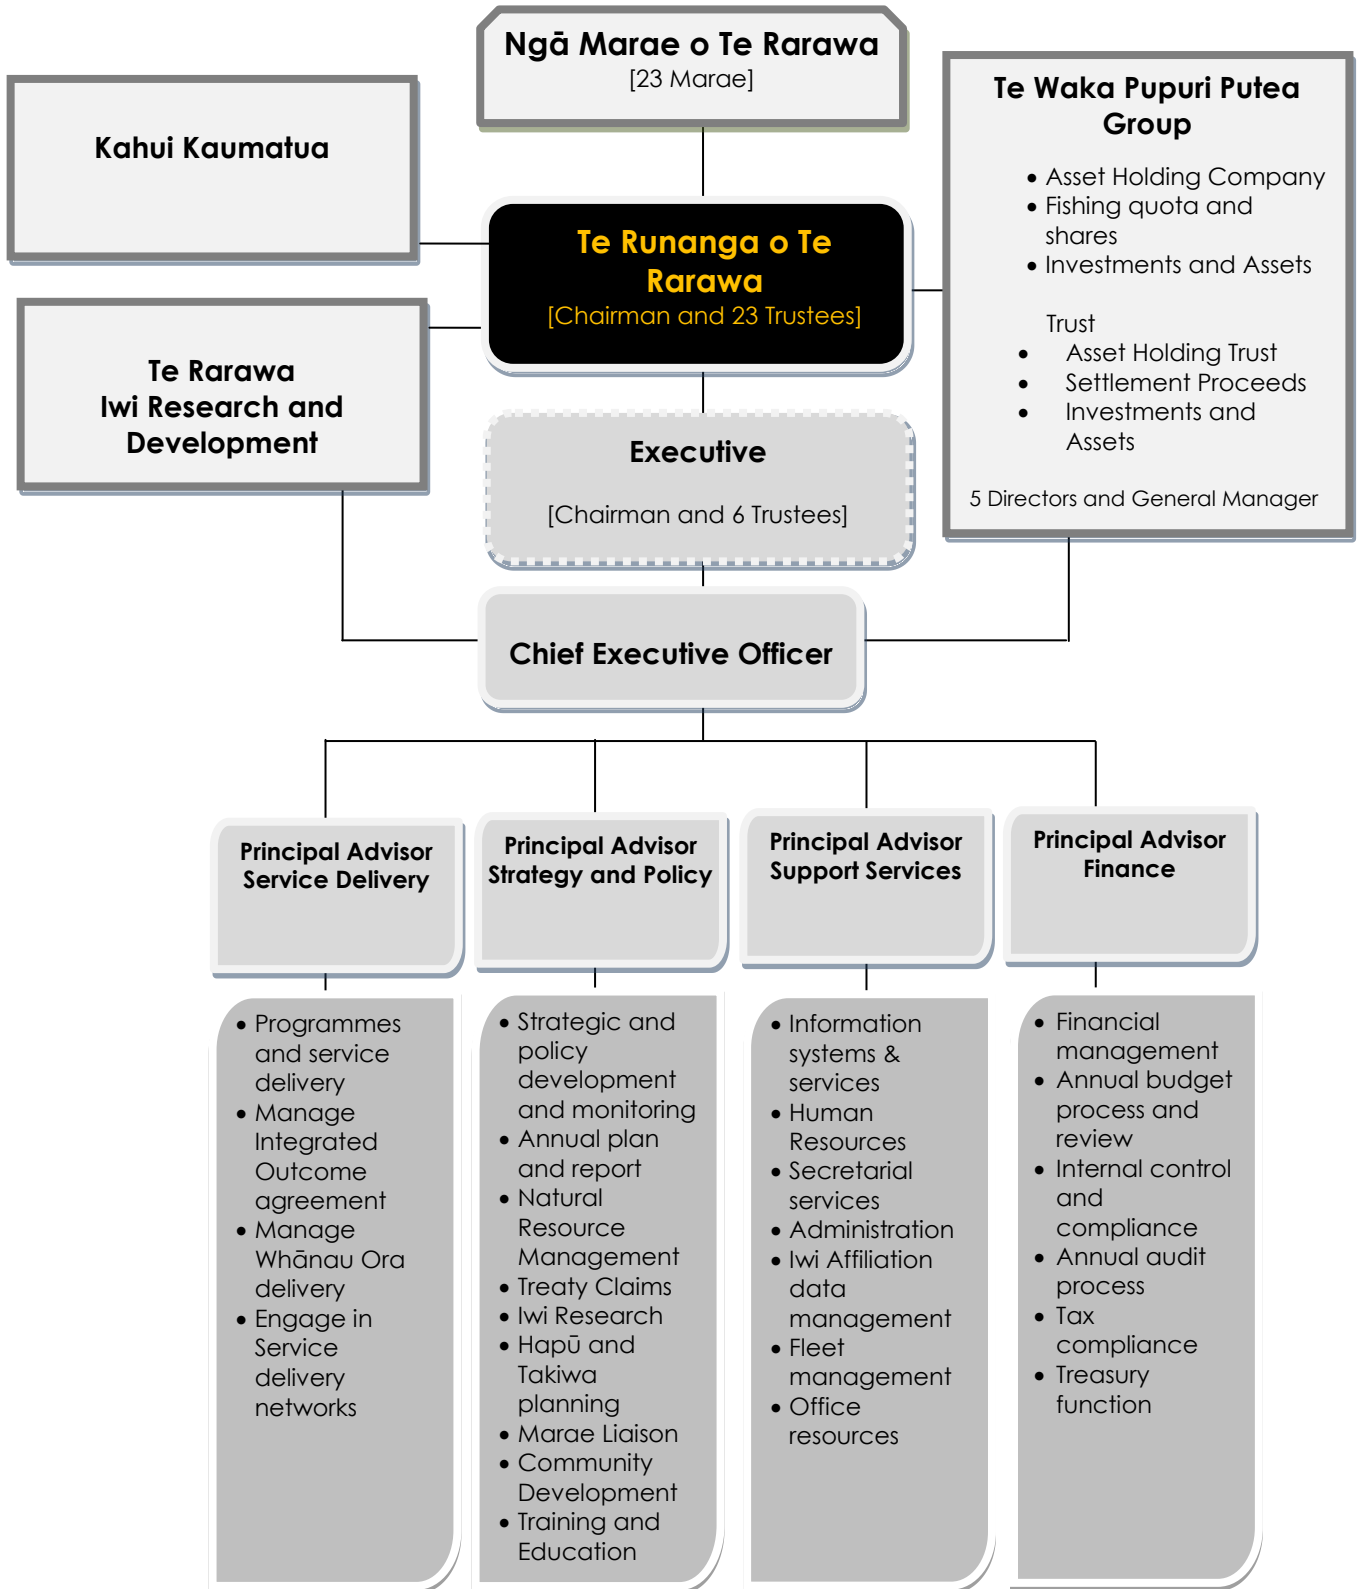 Ngā Marae o Te Rarawa
[23 Marae]
Kahui Kaumatua
Te Waka Pupuri Putea
Group
• Asset Holding Company
• Fishing quota and
shares
• Investments and Assets
Trust
• Asset Holding Trust
• Settlement Proceeds
• Investments and
Assets
5 Directors and General Manager
Te Runanga o Te
Rarawa
[Chairman and 23 Trustees]
Te Rarawa
Iwi Research and
Development
Executive
[Chairman and 6 Trustees]
Chief Executive Officer
Principal Advisor
Service Delivery
Principal Advisor
Strategy and Policy
Principal Advisor
Support Services
Principal Advisor
Finance
• Programmes
and service
delivery
• Manage
Integrated
Outcome
agreement
• Manage
Whānau Ora
delivery
• Engage in
Service
delivery
networks
• Strategic and
policy
development
and monitoring
• Annual plan
and report
• Natural
Resource
Management
• Treaty Claims
• Iwi Research
• Hapū and
Takiwa
planning
• Marae Liaison
• Community
Development
• Training and
Education
• Information
systems &
services
• Human
Resources
• Secretarial
services
• Administration
• Iwi Affiliation
data
management
• Fleet
management
• Office
resources
• Financial
management
• Annual budget
process and
review
• Internal control
and
compliance
• Annual audit
process
• Tax
compliance
• Treasury
function